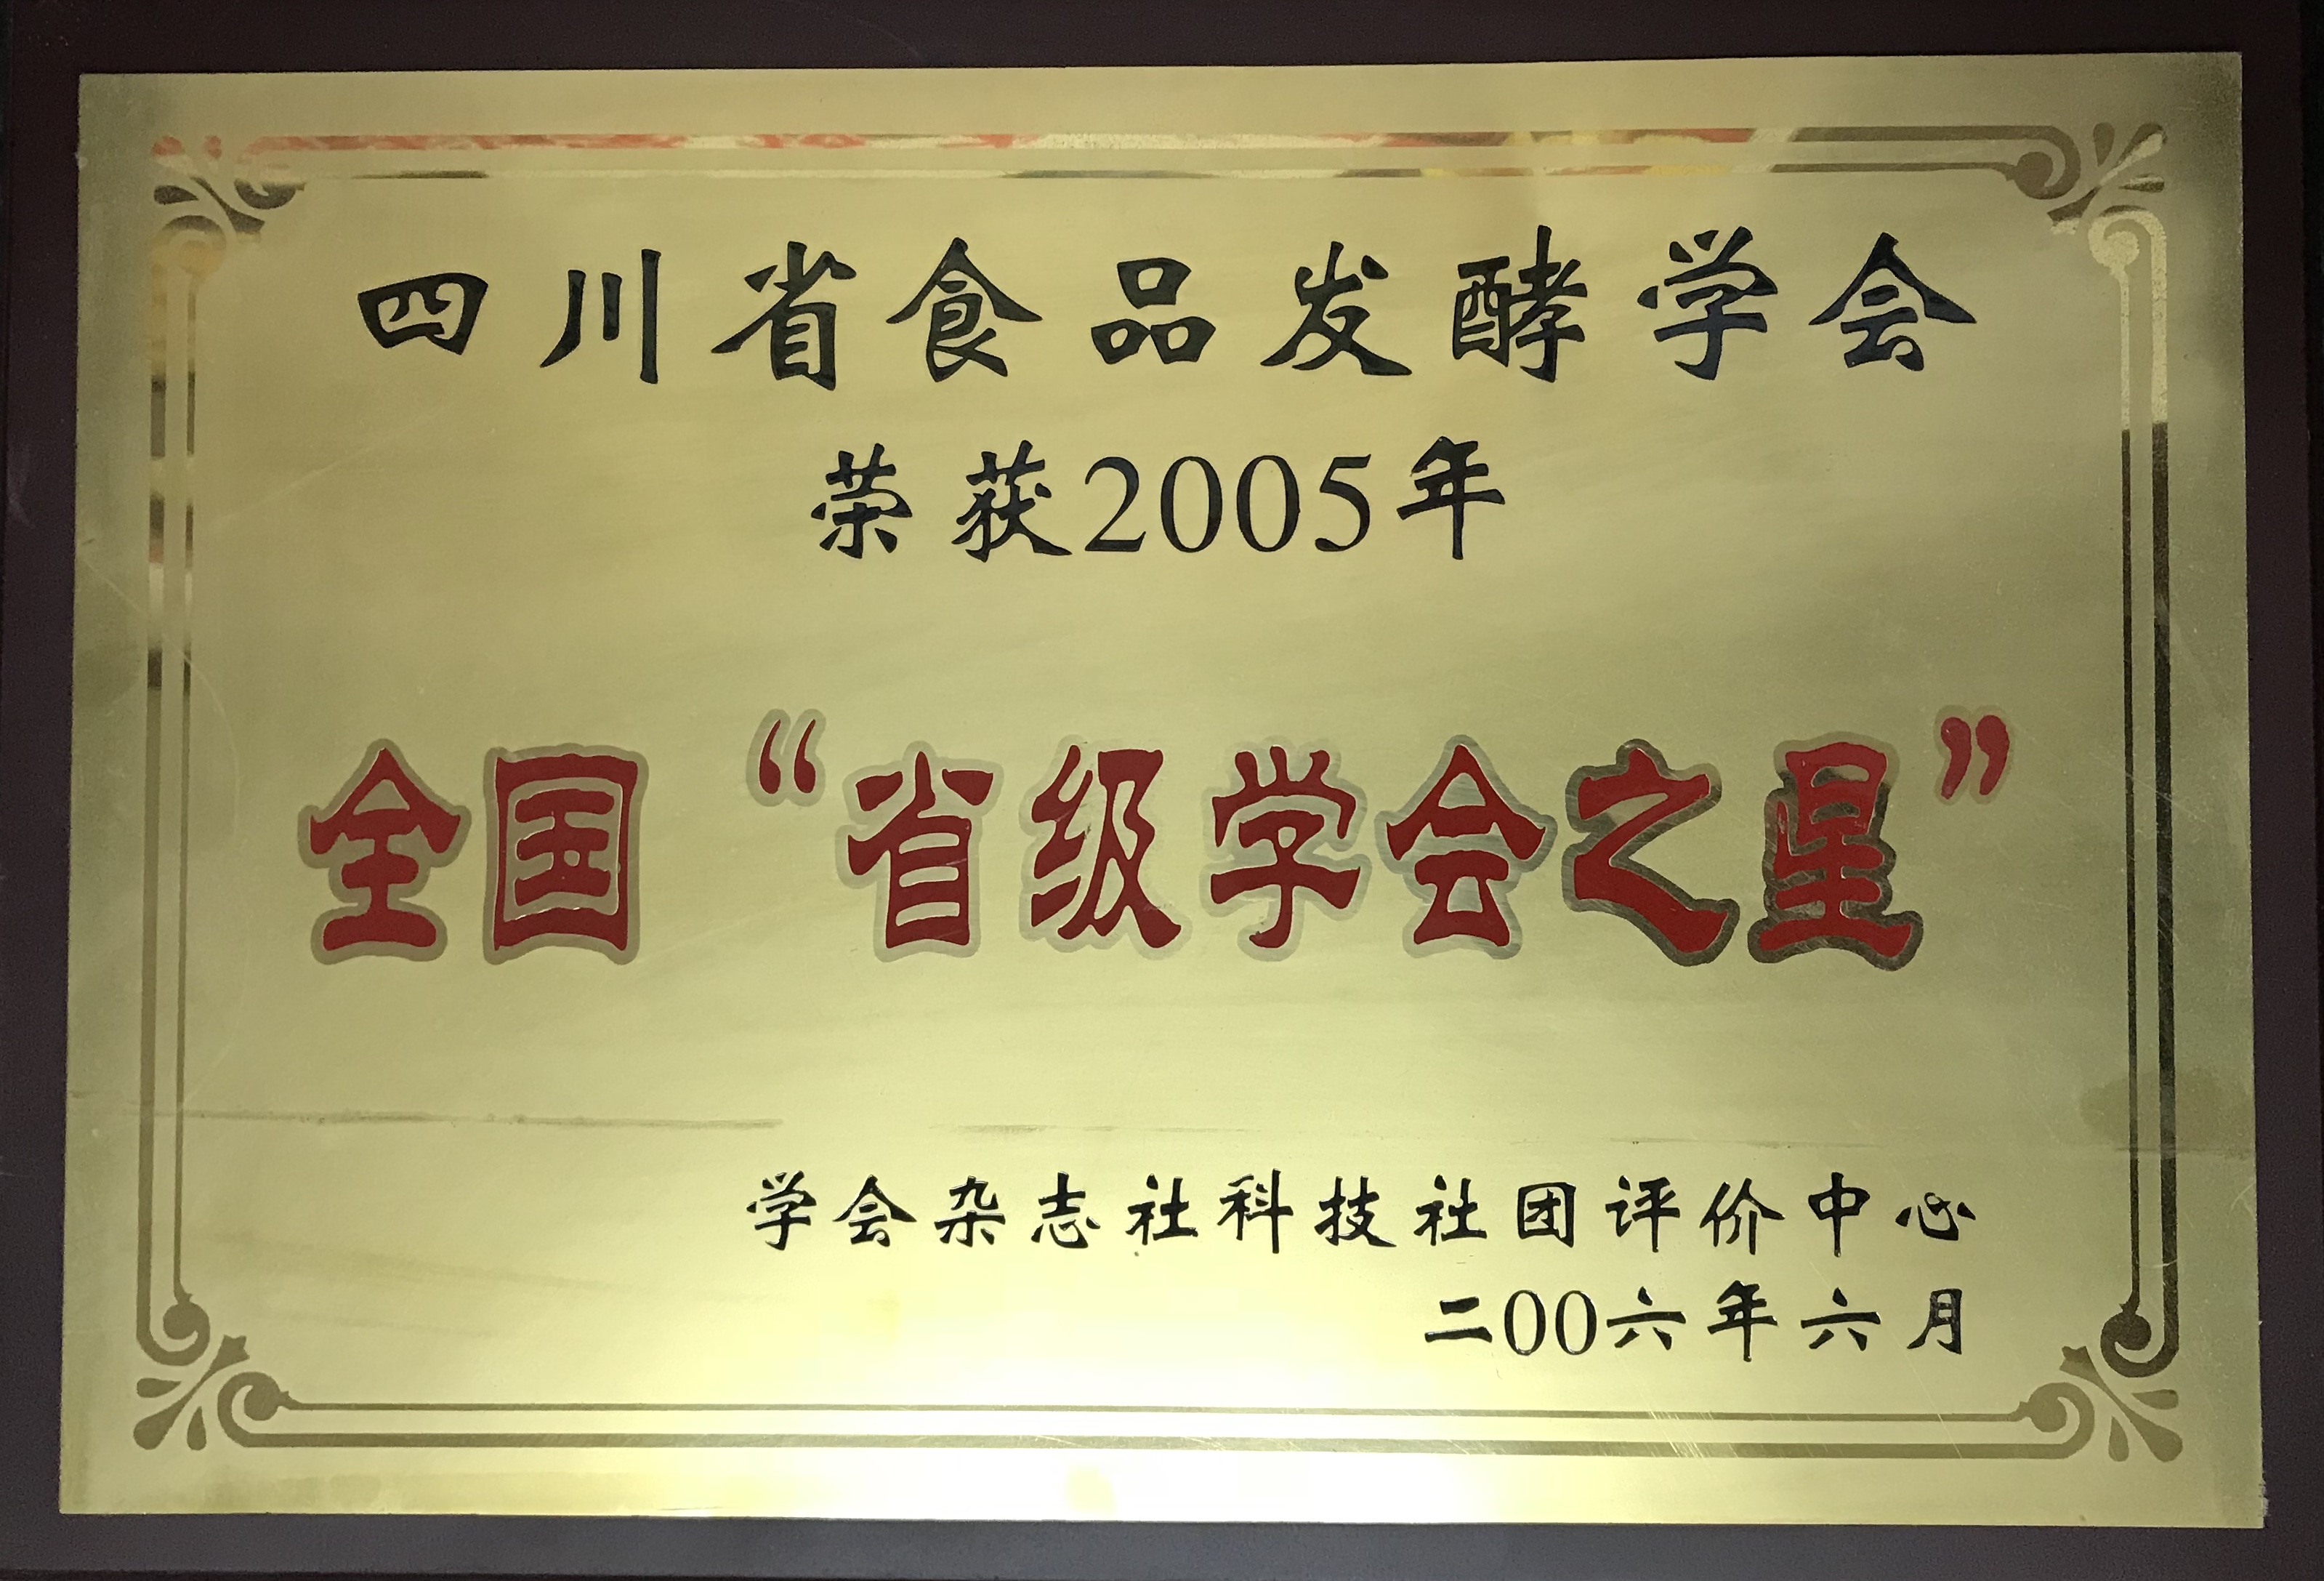 四川省食品发酵学会
荣获2005年
全国“省级学会之星”
学会杂志社科技社团评价中心
二00六年六月